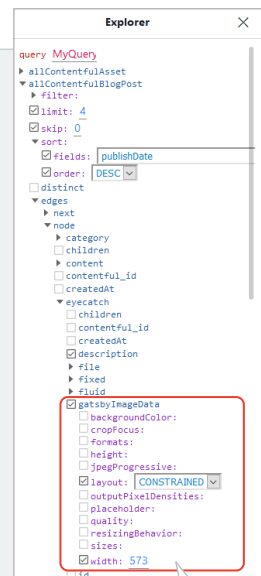 Explorer
query MyQuery
allContentfulAsset
allContentfulBlogPost
filter:
limit: 4
skip: 0
sort:
fields: publishDate
order: DESC
distinct
edges
next
node
category
children
content
contentful_id
createdAt
eyecatch
children
contentful_id
createdAt
description
file
fixed
fluid
gatsbyImageData
backgroundColor:
cropFocus:
formats:
height:
jpegProgressive:
layout: CONSTRAINED
outputPixelDensities:
placeholder:
quality:
resizingBehavior:
sizes:
width: 573
id